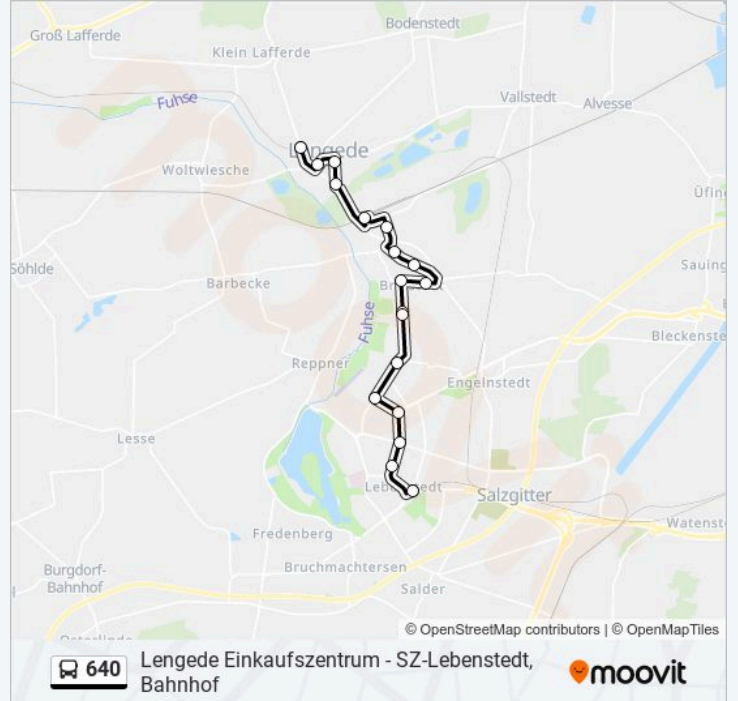 Bodenstedt
Groß Lafferde
Klein Lafferde
Fuhse
Vallstedt
Alvesse
Lengede
Woltwiesche
Söhlde
Barbecke
Sauing
Fuhse
Bleckenste
Reppner
Engelnstedt
Lesse
Lebenstedt
Salzgitter
Fredenberg
Watenst
Bruchmachtersen
Burgdorf-
Bahnhof
Salder
© OpenStreetMap contributors | © OpenMapTiles
640
Lengede Einkaufszentrum - SZ-Lebenstedt,
Bahnhof
moovit